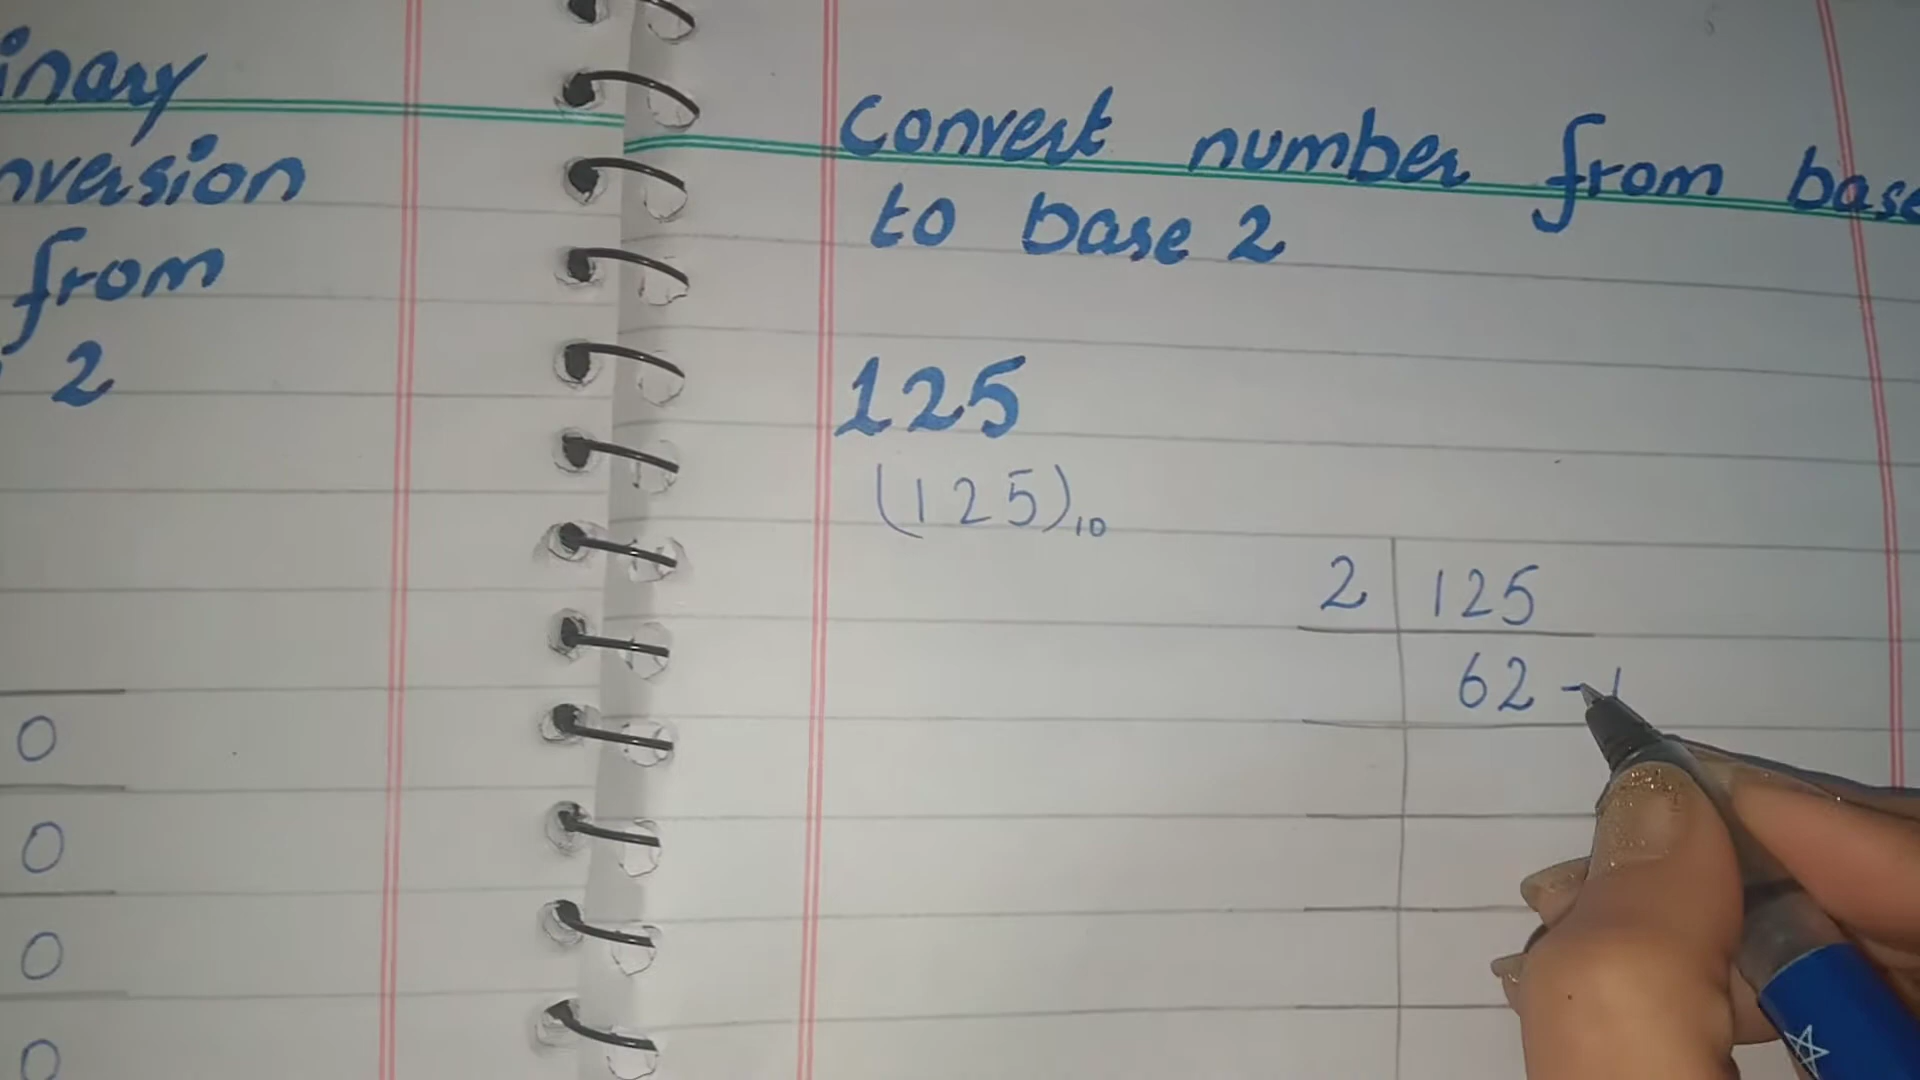 inary
nversion
from
2
0
0
0
0
Convert number from base
to base 2
125
(125)10
2 125
62 - 1